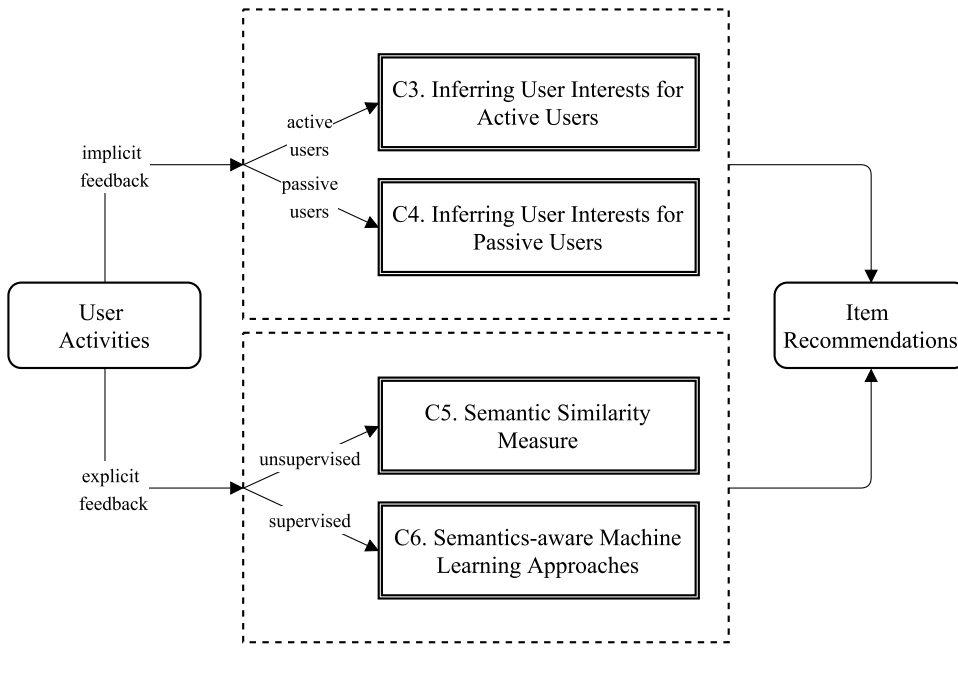 C3. Inferring User Interests for
Active Users
active
users
implicit
feedback
passive
users
C4. Inferring User Interests for
Passive Users
User
Activities
Item
Recommendations
C5. Semantic Similarity
Measure
unsupervised
explicit
feedback
supervised
C6. Semantics-aware Machine
Learning Approaches